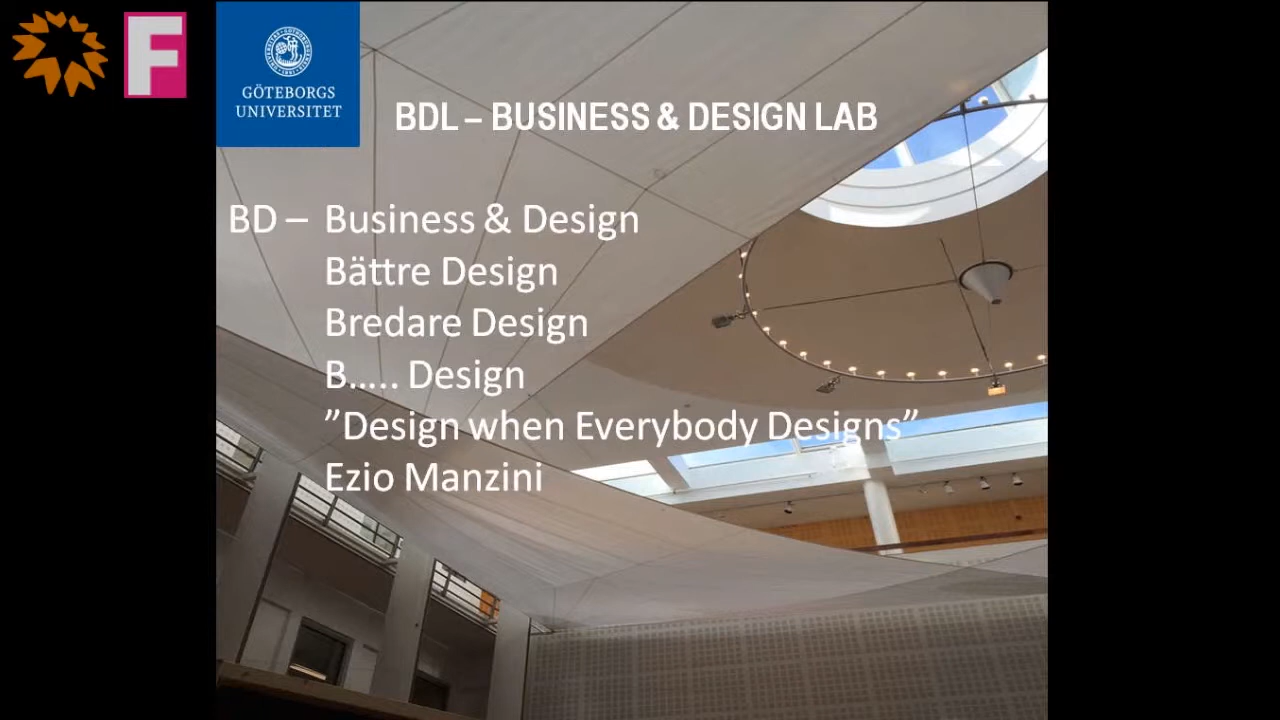 F
GÖTEBORGS
UNIVERSITET
BDL – BUSINESS & DESIGN LAB
BD – Business & Design
Bättre Design
Bredare Design
B..... Design
”Design when Everybody Designs”
Ezio Manzini